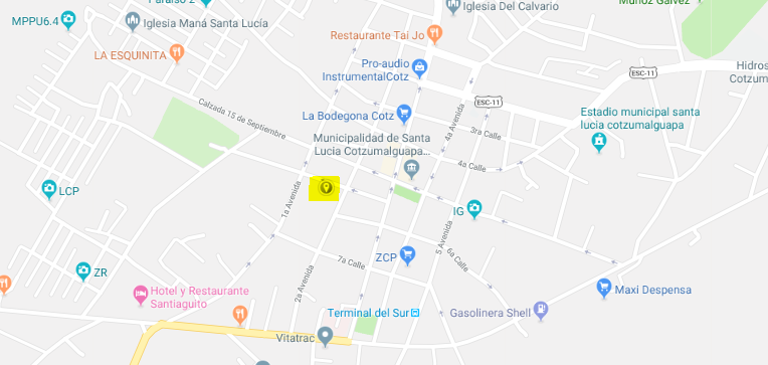 Paraíso 2
MPPU6.4
Iglesia Maná Santa Lucía
Iglesia Del Calvario
Muñoz Gálvez
Restaurante Tai Jo
LA ESQUINITA
Pro-audio
InstrumentalCotz
ESC-11
Hidros
Cotzum
ESC-11
Calzada 15 de Septiembre
La Bodegona Cotz
4a Avenida
Estadio municipal santa
lucia cotzumalguapa
3ra Calle
Municipalidad de Santa
Lucia Cotzumalguapa...
4a Calle
LCP
1a Avenida
IG
5 Avenida
ZCP
6a Calle
7a Calle
ZR
2a Avenida
Hotel y Restaurante
Santiaguito
Maxi Despensa
Terminal del Sur
Gasolinera Shell
Vitatrac